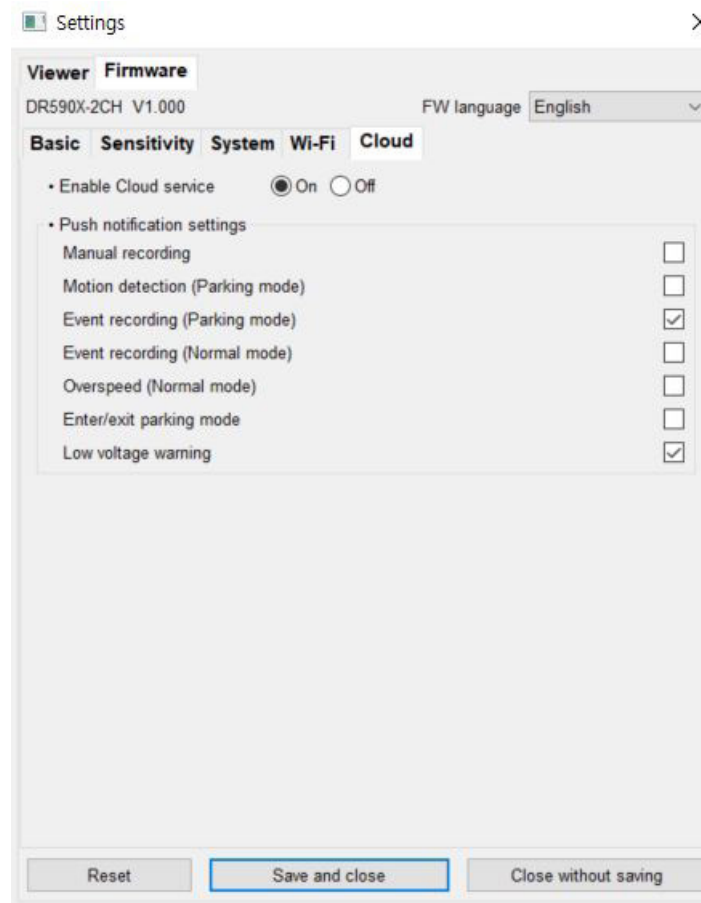 Settings
Viewer Firmware
DR590X-2CH V1.000 FW language English
Basic Sensitivity System Wi-Fi Cloud
• Enable Cloud service On Off
• Push notification settings
Manual recording
Motion detection (Parking mode)
Event recording (Parking mode)
Event recording (Normal mode)
Overspeed (Normal mode)
Enter/exit parking mode
Low voltage warning
Reset Save and close Close without saving